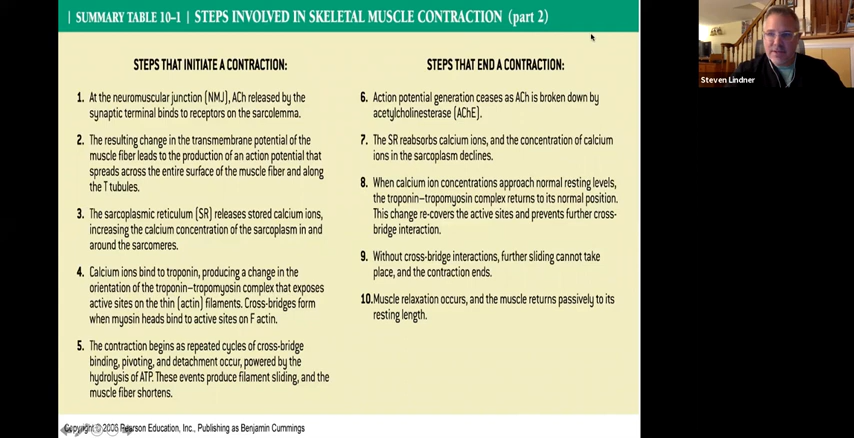 | SUMMARY TABLE 10–1 | STEPS INVOLVED IN SKELETAL MUSCLE CONTRACTION (part 2)
STEPS THAT INITIATE A CONTRACTION:
1. At the neuromuscular junction (NMJ), ACh released by the
synaptic terminal binds to receptors on the sarcolemma.
2. The resulting change in the transmembrane potential of the
muscle fiber leads to the production of an action potential that
spreads across the entire surface of the muscle fiber and along
the T tubules.
3. The sarcoplasmic reticulum (SR) releases stored calcium ions,
increasing the calcium concentration of the sarcoplasm in and
around the sarcomeres.
4. Calcium ions bind to troponin, producing a change in the
orientation of the troponin–tropomyosin complex that exposes
active sites on the thin (actin) filaments. Cross-bridges form
when myosin heads bind to active sites on F actin.
5. The contraction begins as repeated cycles of cross-bridge
binding, pivoting, and detachment occur, powered by the
hydrolysis of ATP. These events produce filament sliding, and the
muscle fiber shortens.
STEPS THAT END A CONTRACTION:
6. Action potential generation ceases as ACh is broken down by
acetylcholinesterase (AChE).
7. The SR reabsorbs calcium ions, and the concentration of calcium
ions in the sarcoplasm declines.
8. When calcium ion concentrations approach normal resting levels,
the troponin–tropomyosin complex returns to its normal position.
This change re-covers the active sites and prevents further cross-
bridge interaction.
9. Without cross-bridge interactions, further sliding cannot take
place, and the contraction ends.
10. Muscle relaxation occurs, and the muscle returns passively to its
resting length.
Copyright © 2006 Pearson Education, Inc., Publishing as Benjamin Cummings
Steven Lindner